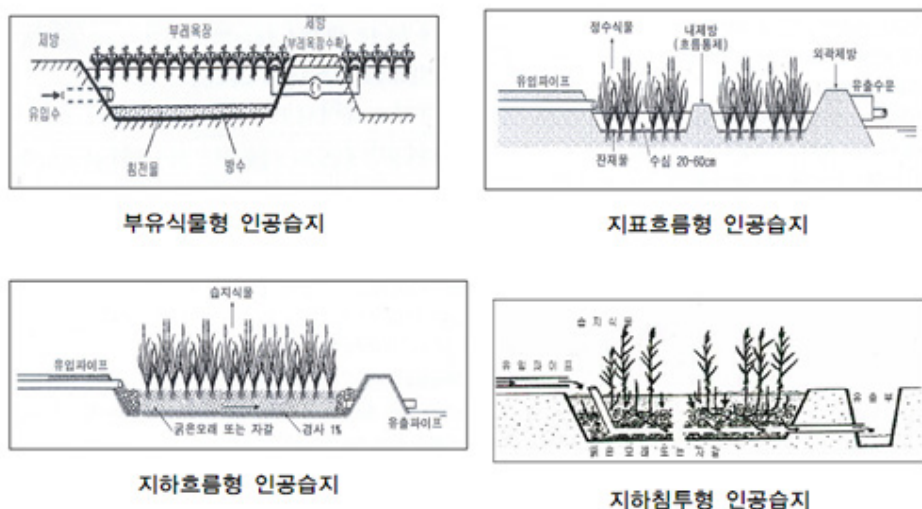 제방
부레옥잠
제방
(부레옥잠수확)
유입수
침전물
방수
부유식물형 인공습지
정수식물
내제방
(흐름통제)
외곽제방
유입파이프
유출수문
잔재물
수심 20-60cm
지표흐름형 인공습지
습지식물
유입파이프
굵은모래 또는 자갈
경사 1%
유출파이프
지하흐름형 인공습지
습지식물
유입파이프
굵은모래또는자갈
지하침투형 인공습지